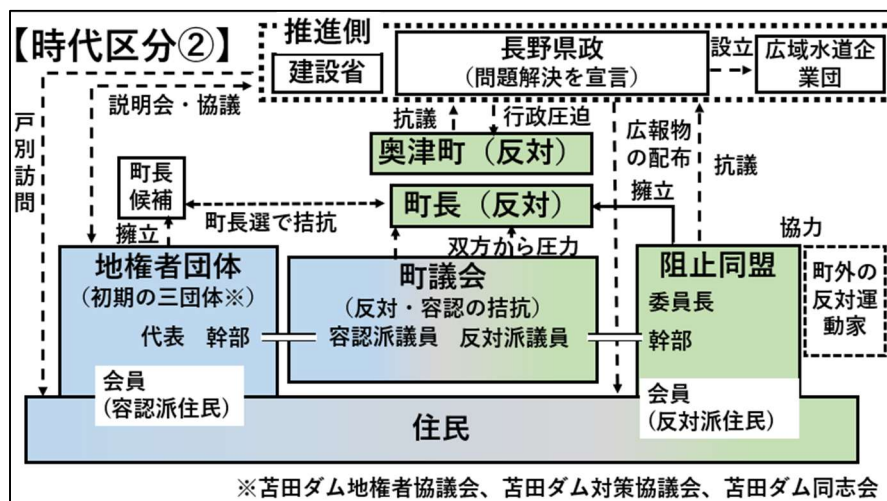 【時代区分②】
推進側
建設省
長野県政
(問題解決を宣言)
設立
広域水道企
業団
説明会・協議
戸別訪問
抗議
行政圧迫
広報物
の配布
抗議
奥津町（反対）
町長
候補
町長選で拮抗
町長（反対）
擁立
擁立
双方から圧力
協力
地権者団体
(初期の三団体※)
代表 幹部
会員
(容認派住民)
町議会
(反対・容認の拮抗)
容認派議員 反対派議員
阻止同盟
委員長
幹部
会員
(反対派住民)
町外の
反対運
動家
住民
※苫田ダム地権者協議会、苫田ダム対策協議会、苫田ダム同志会